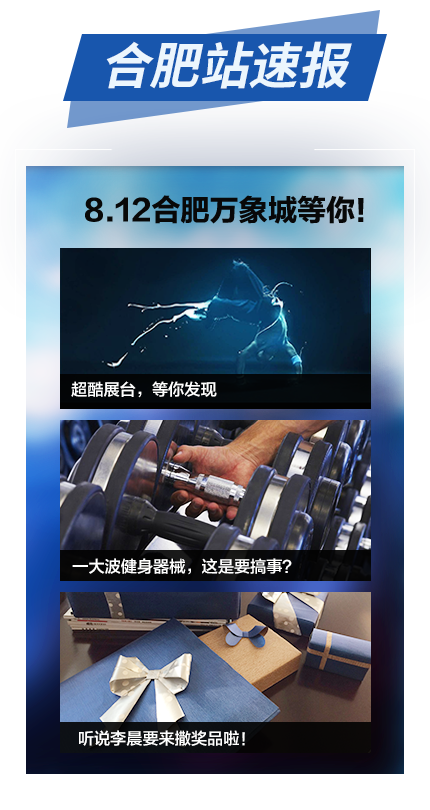 合肥站速报
8.12合肥万象城等你!
超酷展台，等你发现
一大波健身器械，这是要搞事?
听说李晨要来撒奖品啦!